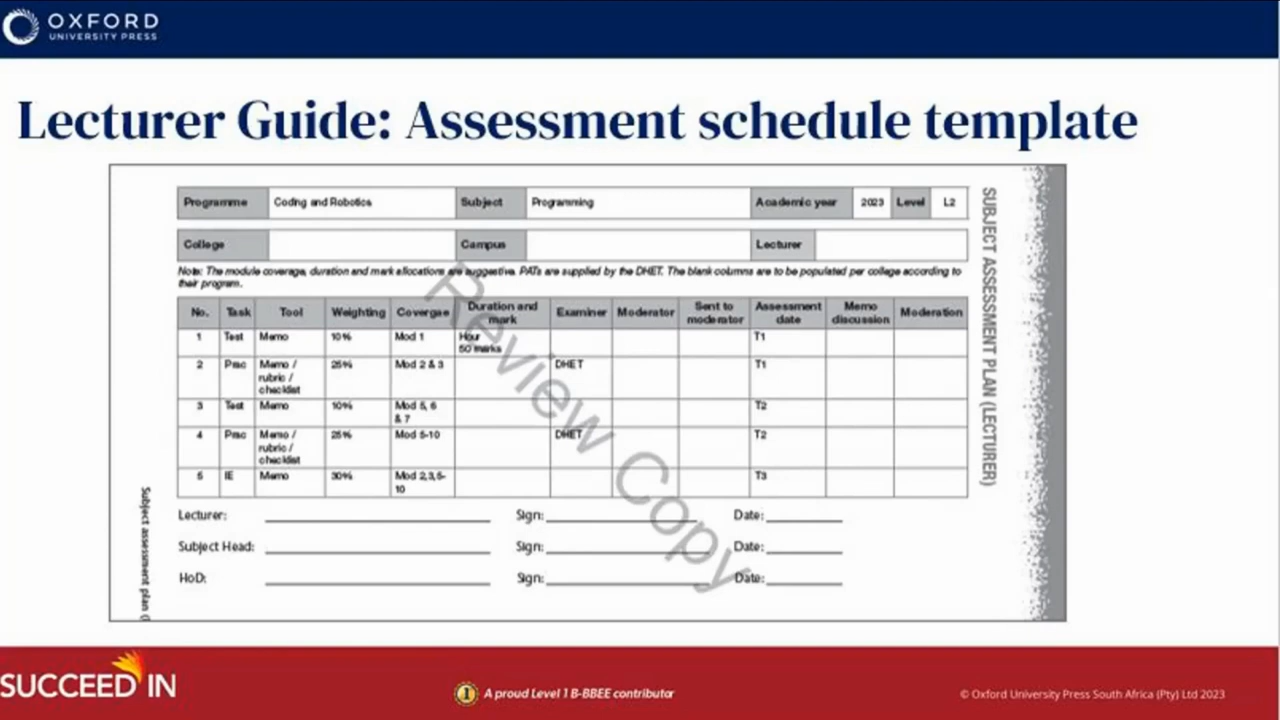 OXFORD
UNIVERSITY PRESS
Lecturer Guide: Assessment schedule template
Programme Coding and Robotics Subject Programming Academic year 2023 Level L2
College Campus Lecturer
Note: The module coverage, duration and mark allocations are suggestive. PATs are supplied by the DHET. The blank columns are to be populated per college according to
their program.
No. Task Tool Weighting Covergae Duration and mark Examiner Moderator Sent to moderator Assessment date Memo discussion Moderation
1 Test Memo 10% Mod 1 Hour 50 marks T1
2 Prac Memo / rubric / checklist 25% Mod 2 & 3 DHET T1
3 Test Memo 10% Mod 5, 6 & 7 T2
4 Prac Memo / rubric / checklist 25% Mod 5-10 DHET T2
5 IE Memo 30% Mod 2,3,5-10 T3
Lecturer: Sign: Date:
Subject Head: Sign: Date:
HoD: Sign: Date:
SUBJECT ASSESSMENT PLAN (LECTURER)
Subject assessment plan (
Review Copy
SUCCEED IN
A proud Level 1 B-BBEE contributor
© Oxford University Press South Africa (Pty) Ltd 2023